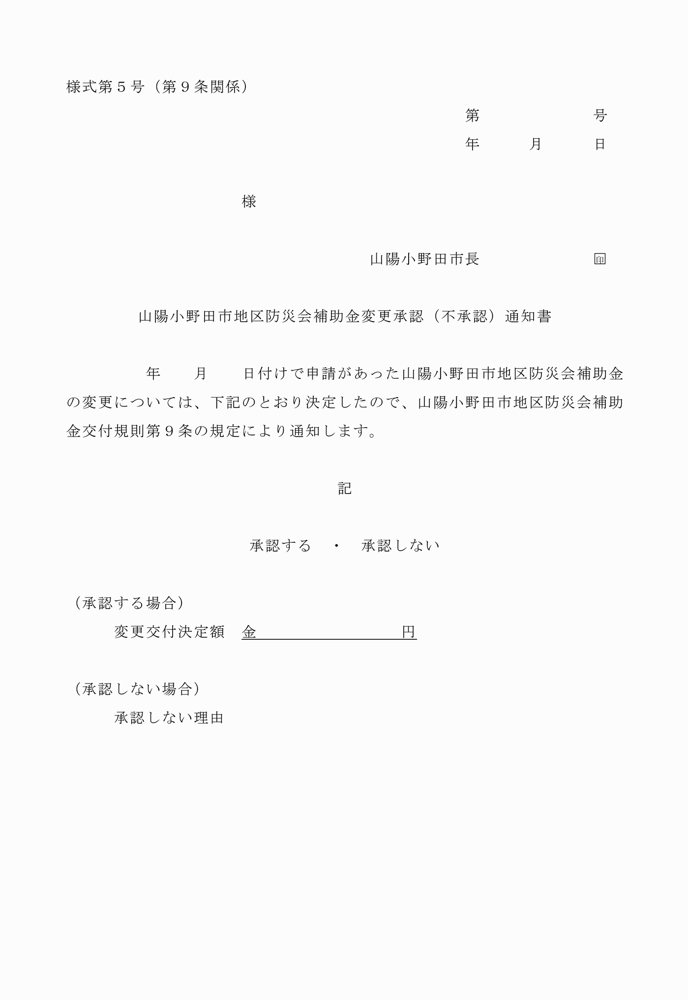 様式第５号（第９条関係）
第　　　　　　　号
年　　　月　　　日
様
山陽小野田市長　　　　　　　印
山陽小野田市地区防災会補助金変更承認（不承認）通知書
年　　月　　日付けで申請があった山陽小野田市地区防災会補助金
の変更については、下記のとおり決定したので、山陽小野田市地区防災会補助
金交付規則第９条の規定により通知します。
記
承認する　・　承認しない
（承認する場合）
変更交付決定額　金　　　　　　　　　円
（承認しない場合）
承認しない理由